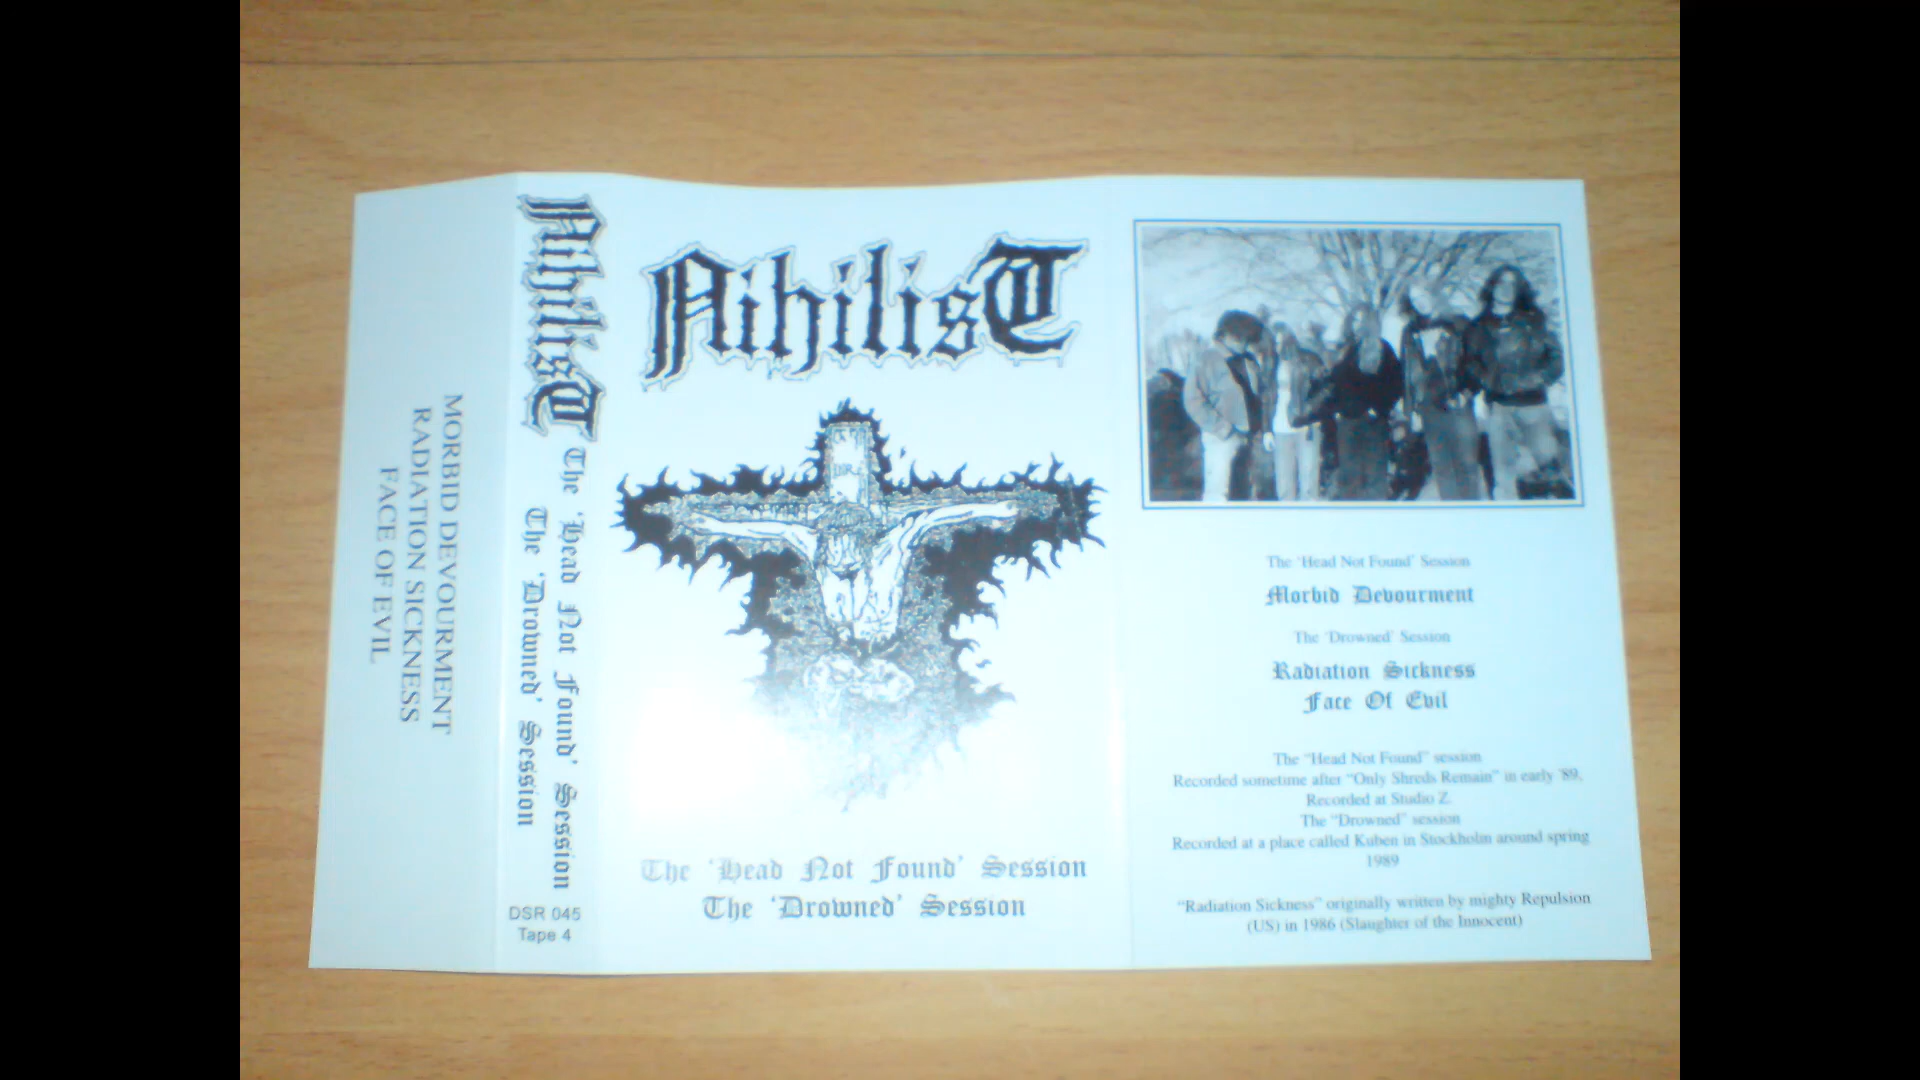 MORBID DEVOURMENT
RADIATION SICKNESS
FACE OF EVIL
Nihilist
The 'Head Not Found' Session
The 'Drowned' Session
DSR 045
Tape 4
Nihilist
DSR
The 'Head Not Found' Session
The 'Drowned' Session
The 'Head Not Found' Session
Morbid Devourment
The 'Drowned' Session
Radiation Sickness
Face Of Evil
The "Head Not Found" session
Recorded sometime after "Only Shreds Remain" in early '89.
Recorded at Studio Z.
The "Drowned" session
Recorded at a place called Kuben in Stockholm around spring
1989
"Radiation Sickness" originally written by mighty Repulsion
(US) in 1986 (Slaughter of the Innocent)